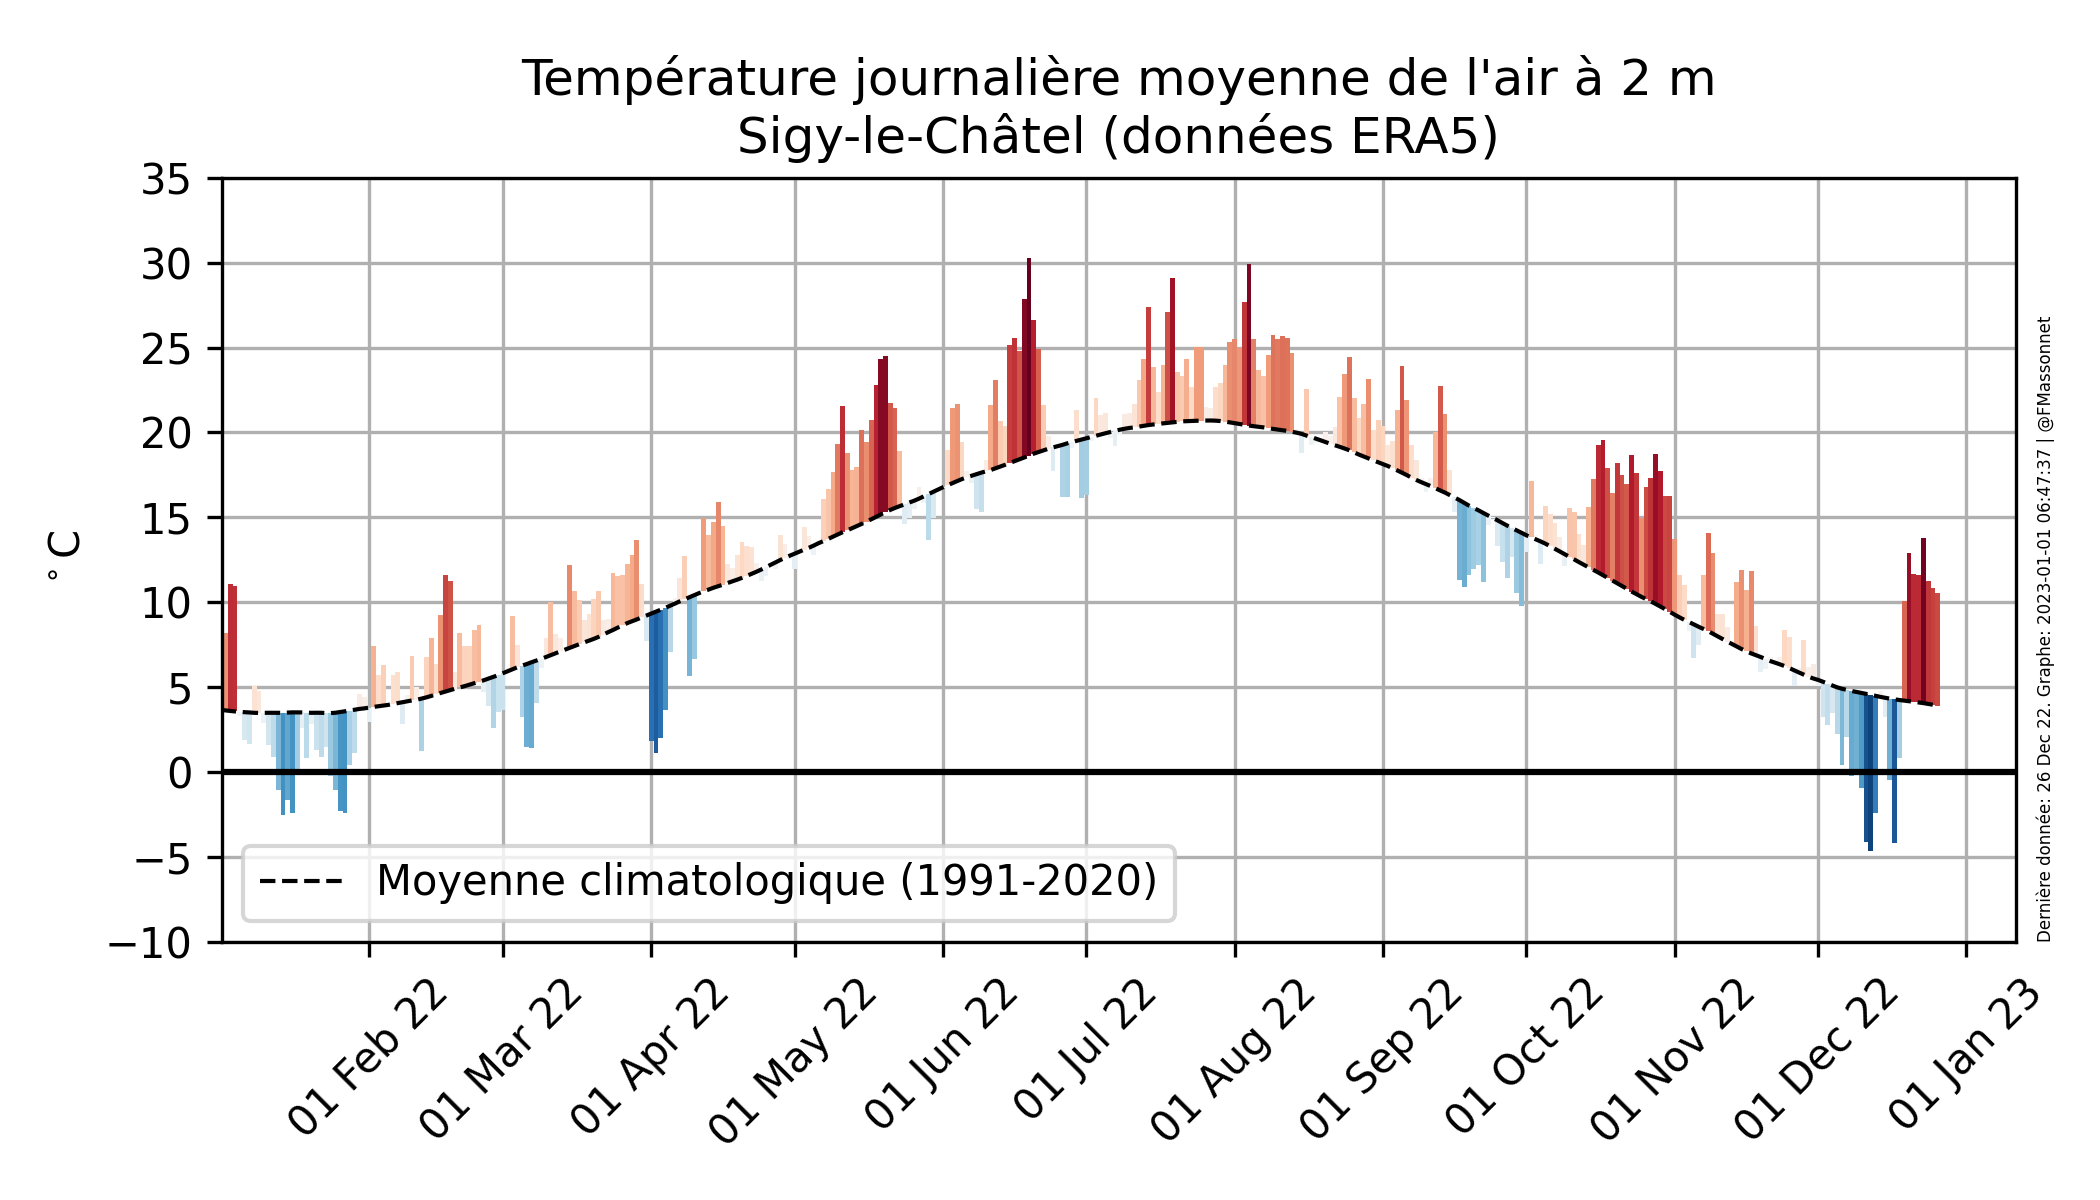 Température journalière moyenne de l'air à 2 m
Sigy-le-Châtel (données ERA5)
35
30
25
20
15
10
5
0
−5
−10
° C
Moyenne climatologique (1991-2020)
01 Feb 22
01 Mar 22
01 Apr 22
01 May 22
01 Jun 22
01 Jul 22
01 Aug 22
01 Sep 22
01 Oct 22
01 Nov 22
01 Dec 22
01 Jan 23
Dernière donnée: 26 Dec 22. Graphe: 2023-01-01 06:47:37 | @FMassonnet